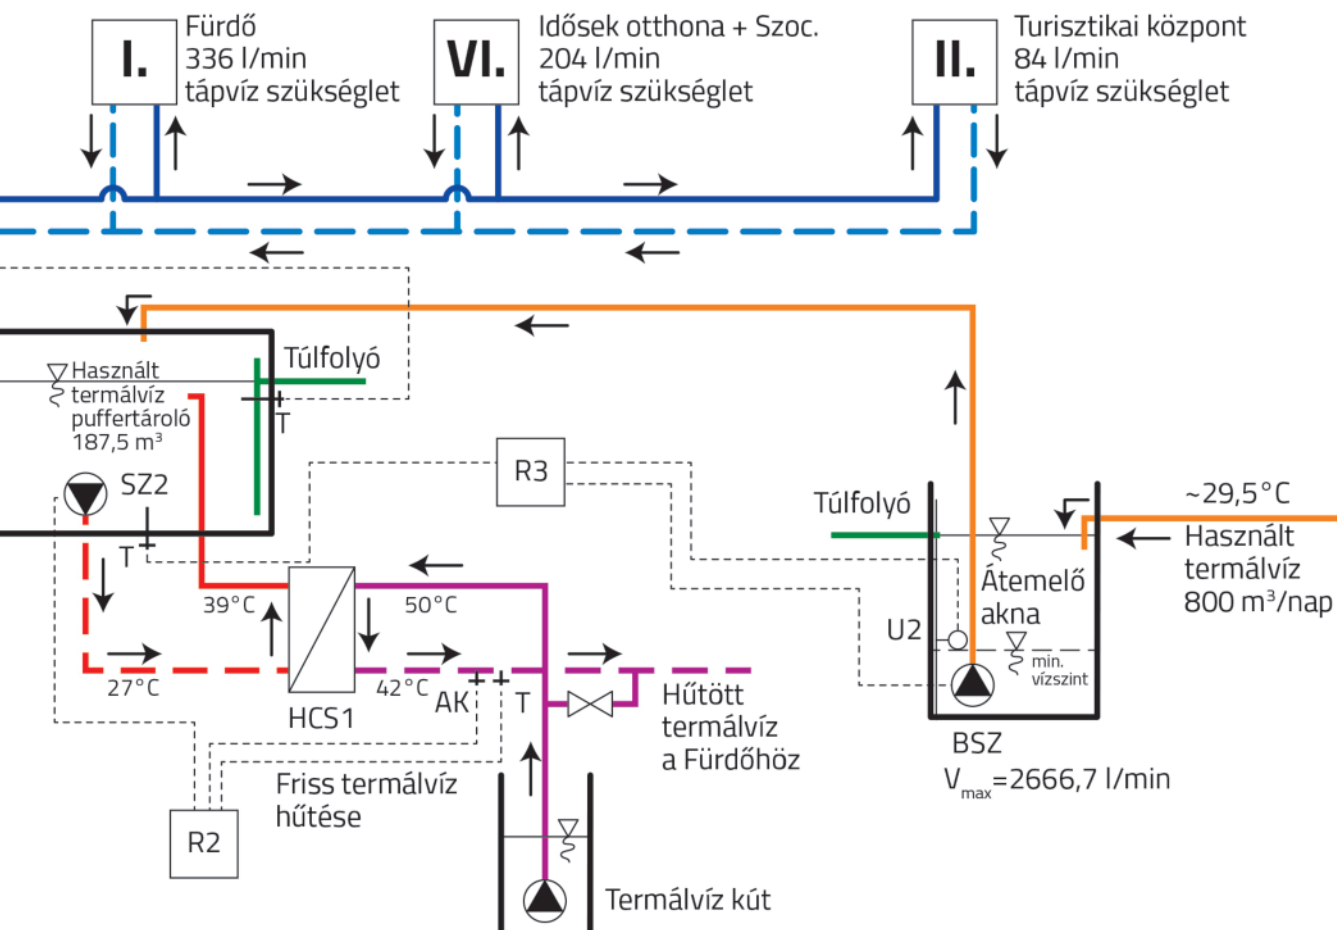 I.
Fürdő
336 l/min
tápvíz szükséglet
VI.
Idősek otthona + Szoc.
204 l/min
tápvíz szükséglet
II.
Turisztikai központ
84 l/min
tápvíz szükséglet
Használt
termálvíz
puffertároló
187,5 m³
Túlfolyó
T
SZ2
T
R3
39°C
50°C
27°C
42°C
HCS1
AK
T
Hűtött
termálvíz
a Fürdőhöz
Friss termálvíz
hűtése
R2
Termálvíz kút
Túlfolyó
~29,5°C
Használt
termálvíz
800 m³/nap
Átemelő
akna
U2
min.
vízszint
BSZ
Vmax=2666,7 l/min